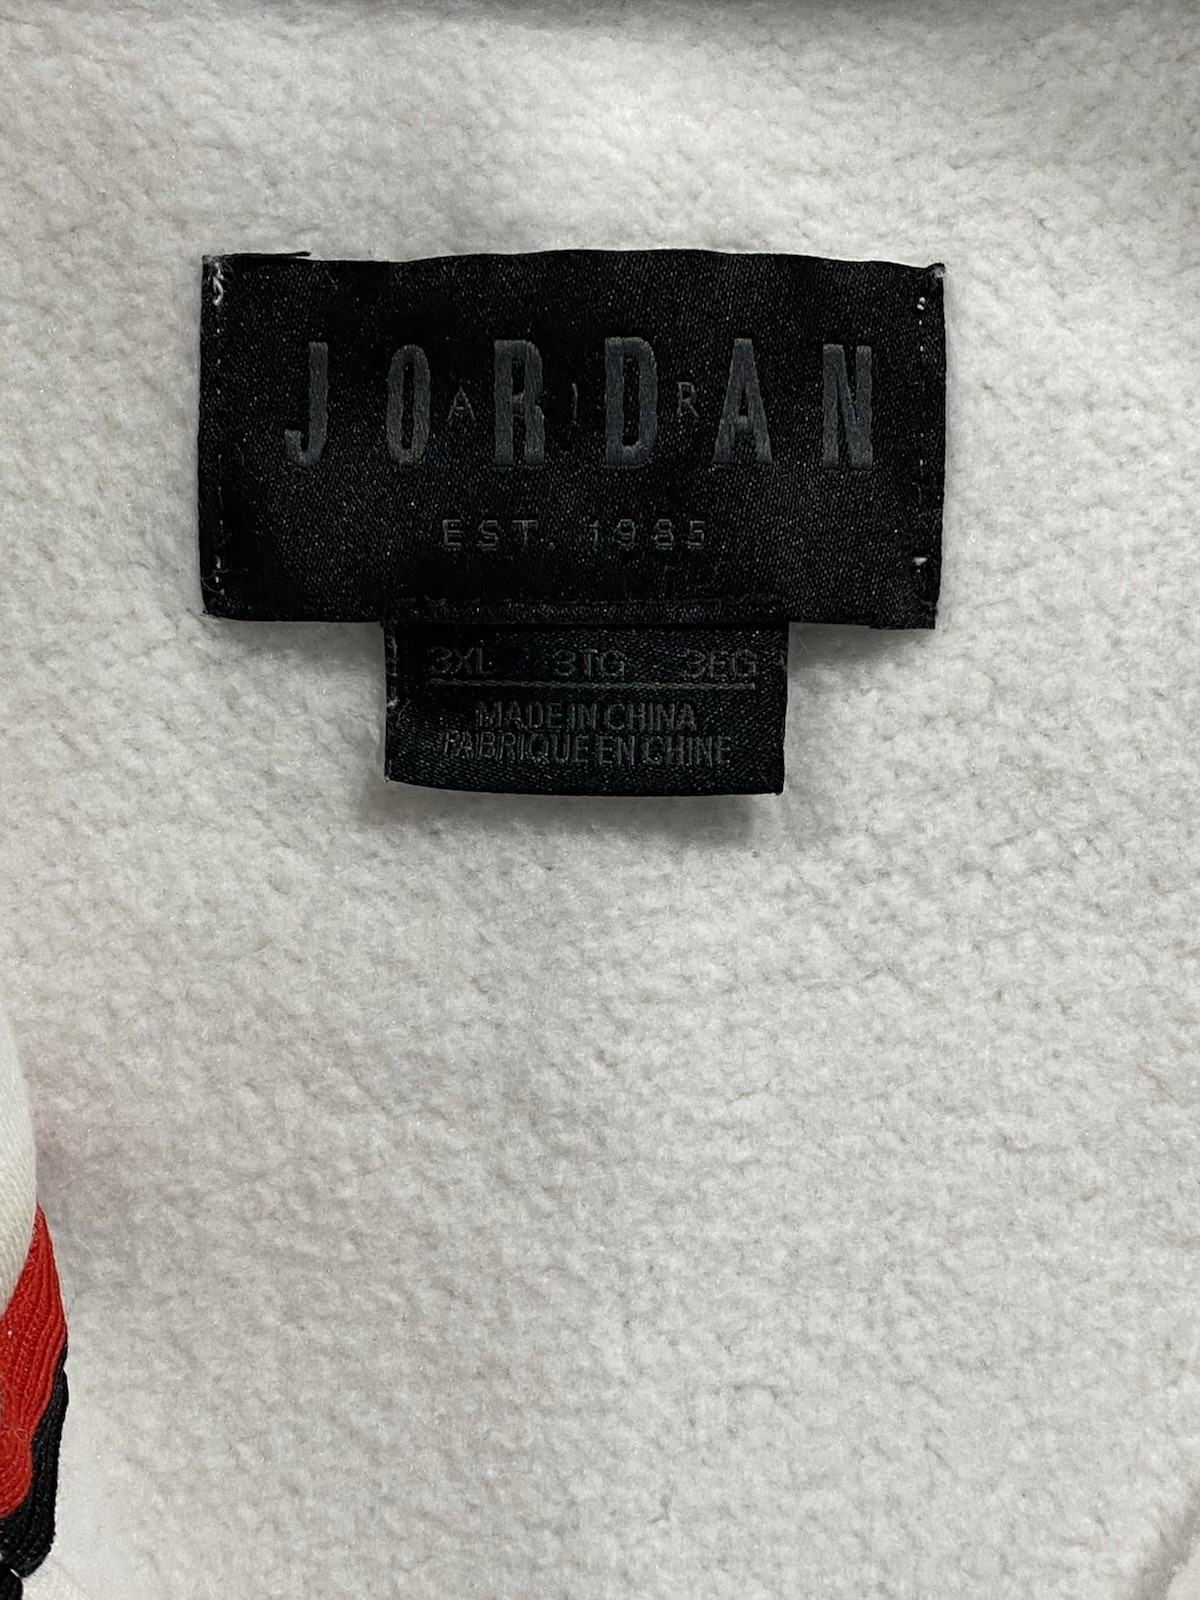 JORDAN
AIR
EST. 1985
3XL 3TG 3EG
MADE IN CHINA
FABRIQUE EN CHINE